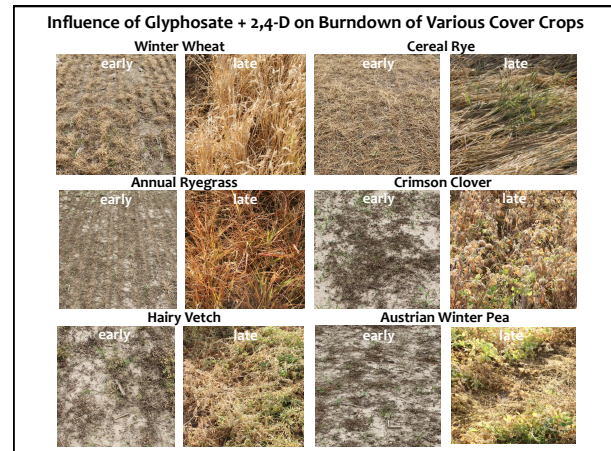 Influence of Glyphosate + 2,4-D on Burndown of Various Cover Crops
Winter Wheat
early
late
Cereal Rye
early
late
Annual Ryegrass
early
late
Crimson Clover
early
late
Hairy Vetch
early
late
Austrian Winter Pea
early
late